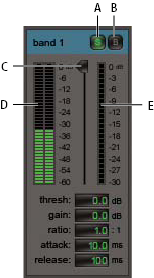 A B
band 1 S
C 0 0 dB
-6 -3
-12 -6
-18 -9
D -24 -12 E
-30 -15
-36 -18
-42 -21
-48 -24
-54 -27
-60 -30
thresh: 0.0 dB
gain: 0.0 dB
ratio: 1.0 : 1
attack: 10.0 ms
release: 100 ms